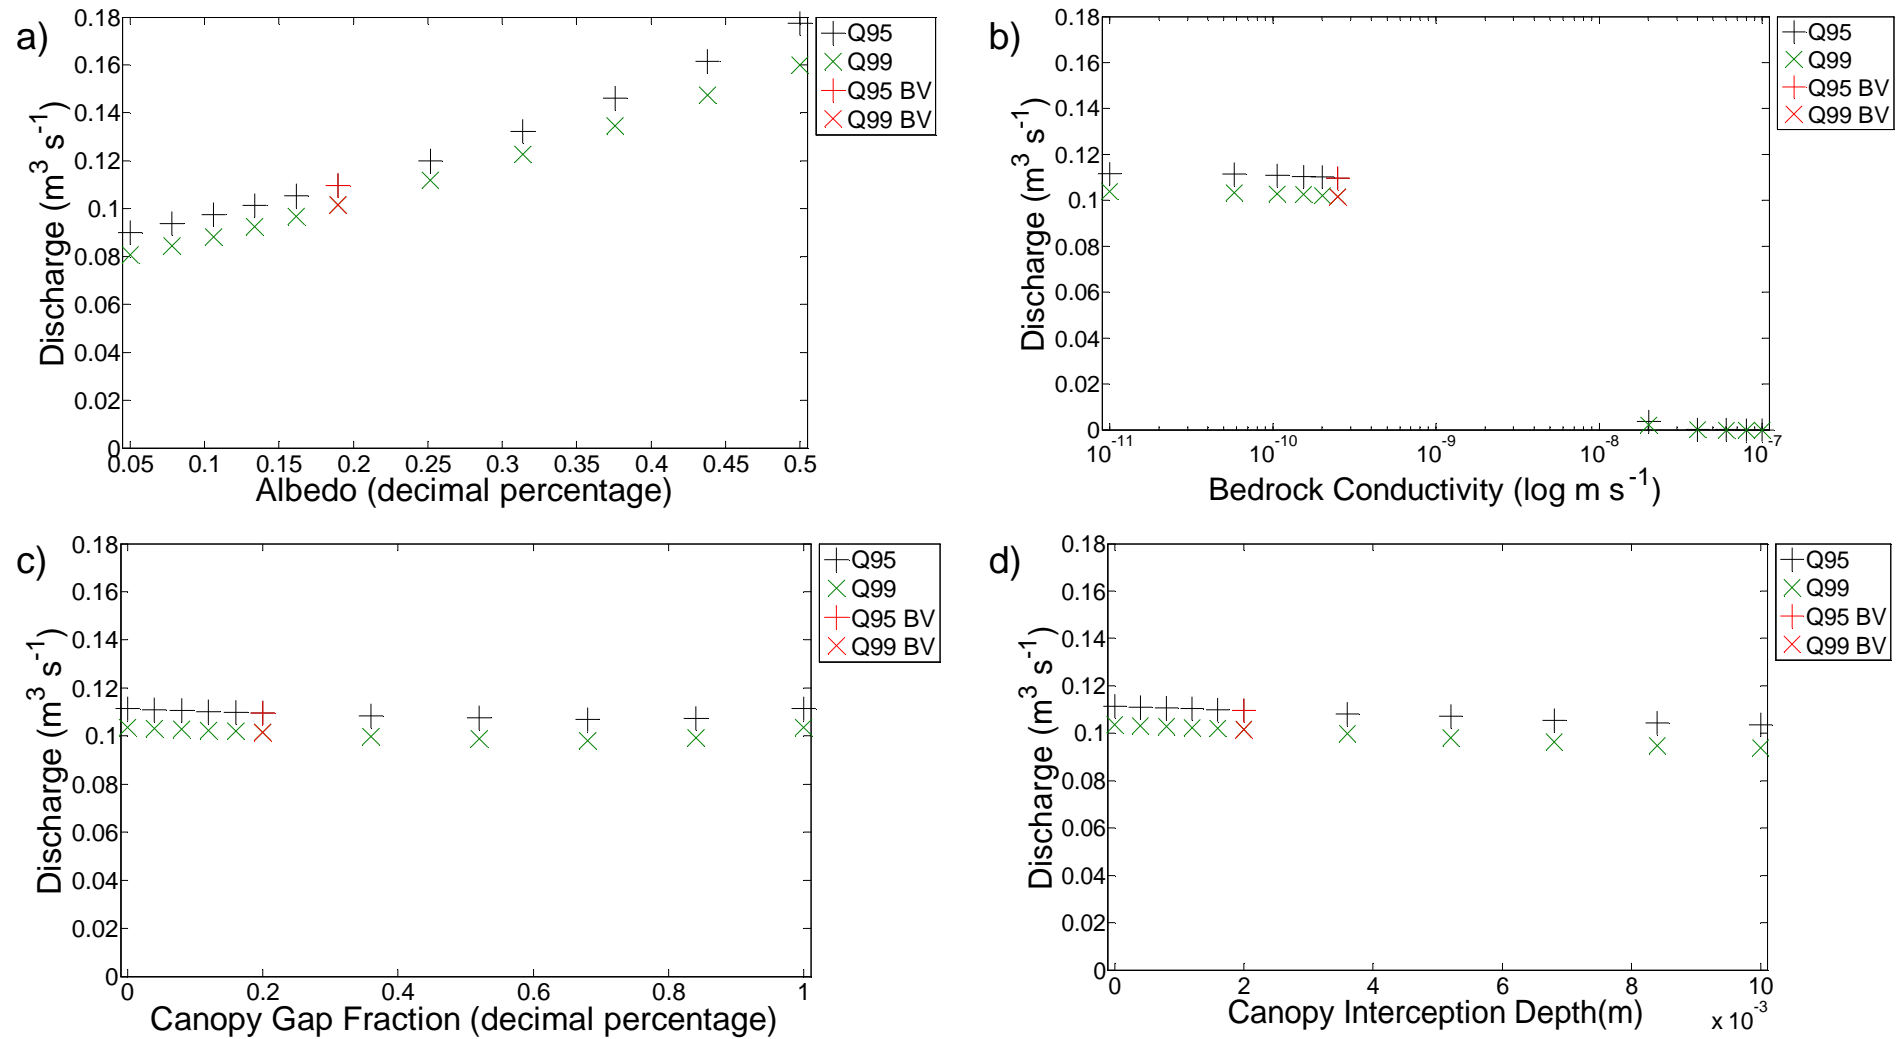 a)
0.18
0.16
0.14
0.12
0.1
0.08
0.06
0.04
0.02
0
Discharge (m³ s⁻¹)
0.05 0.1 0.15 0.2 0.25 0.3 0.35 0.4 0.45 0.5
Albedo (decimal percentage)
Q95
Q99
Q95 BV
Q99 BV
b)
0.18
0.16
0.14
0.12
0.1
0.08
0.06
0.04
0.02
0
Discharge (m³ s⁻¹)
10⁻¹¹ 10⁻¹⁰ 10⁻⁹ 10⁻⁸ 10⁻⁷
Bedrock Conductivity (log m s⁻¹)
Q95
Q99
Q95 BV
Q99 BV
c)
0.18
0.16
0.14
0.12
0.1
0.08
0.06
0.04
0.02
0
Discharge (m³ s⁻¹)
0 0.2 0.4 0.6 0.8 1
Canopy Gap Fraction (decimal percentage)
Q95
Q99
Q95 BV
Q99 BV
d)
0.18
0.16
0.14
0.12
0.1
0.08
0.06
0.04
0.02
0
Discharge (m³ s⁻¹)
0 2 4 6 8 10
Canopy Interception Depth(m)
x 10⁻³
Q95
Q99
Q95 BV
Q99 BV